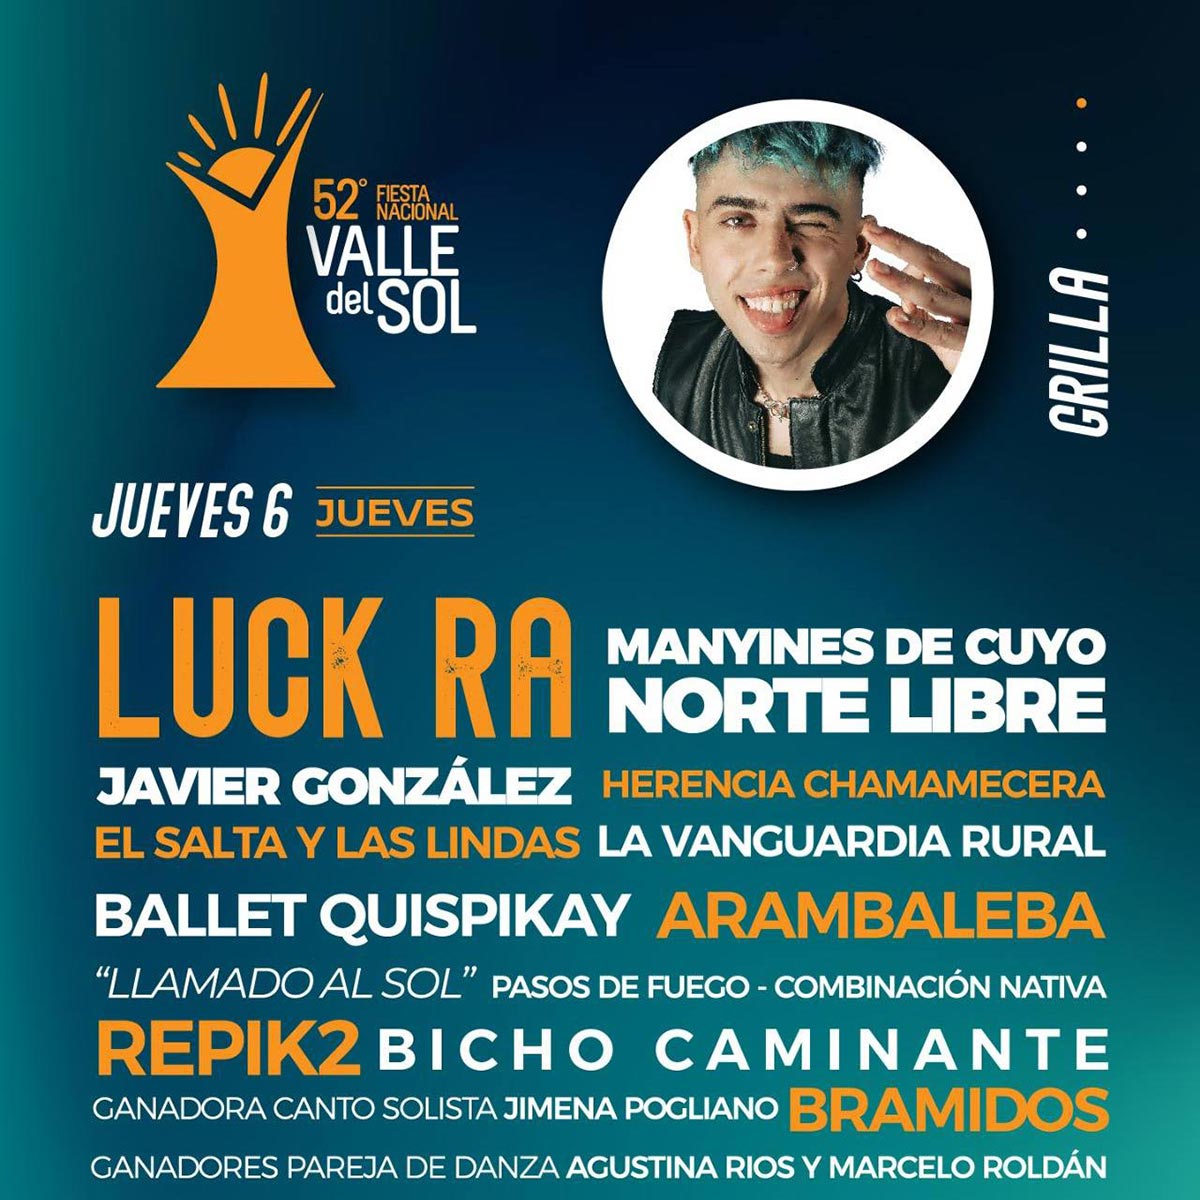 52° FIESTA NACIONAL
VALLE
del SOL
GRILLA
JUEVES 6 JUEVES
LUCK RA
MANYINES DE CUYO
NORTE LIBRE
JAVIER GONZÁLEZ HERENCIA CHAMAMECERA
EL SALTA Y LAS LINDAS LA VANGUARDIA RURAL
BALLET QUISPIKAY ARAMBALEBA
“LLAMADO AL SOL” PASOS DE FUEGO - COMBINACIÓN NATIVA
REPIK2 BICHO CAMINANTE
GANADORA CANTO SOLISTA JIMENA POGLIANO BRAMIDOS
GANADORES PAREJA DE DANZA AGUSTINA RIOS Y MARCELO ROLDÁN